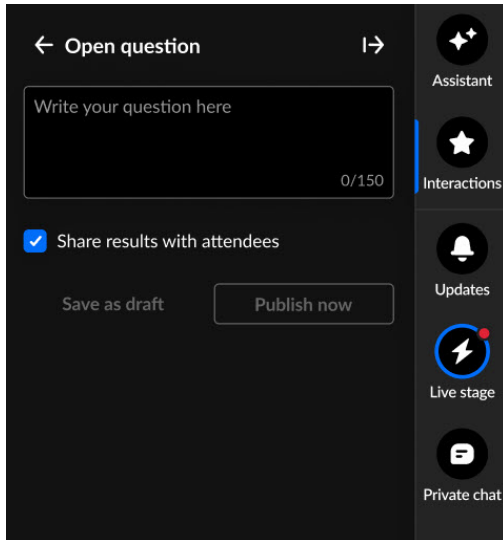 Open question
Write your question here
0/150
Share results with attendees
Save as draft
Publish now
Assistant
Interactions
Updates
Live stage
Private chat